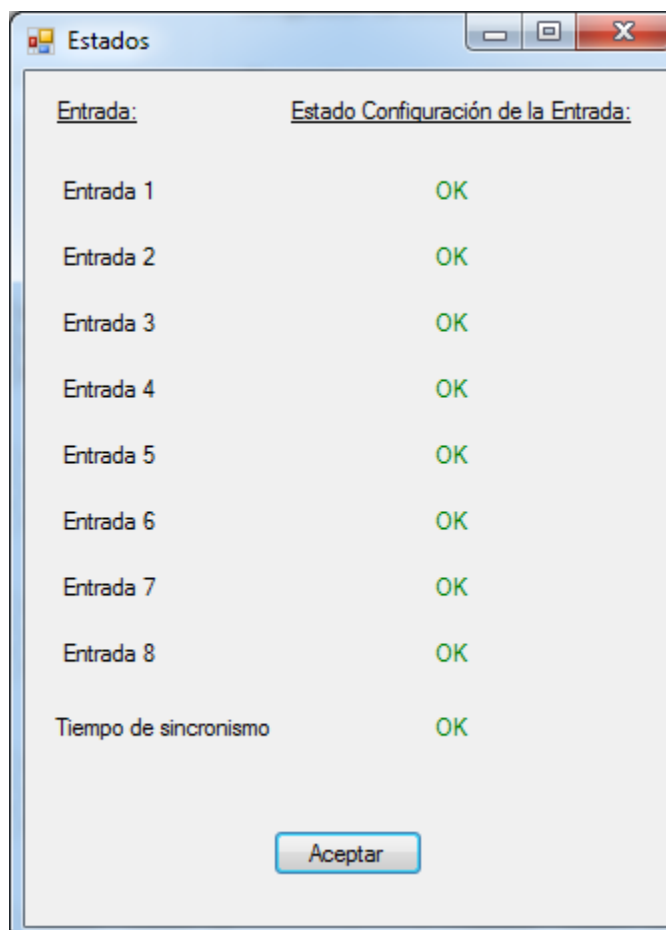 Estados
Entrada: Estado Configuración de la Entrada:
Entrada 1 OK
Entrada 2 OK
Entrada 3 OK
Entrada 4 OK
Entrada 5 OK
Entrada 6 OK
Entrada 7 OK
Entrada 8 OK
Tiempo de sincronismo OK
Aceptar